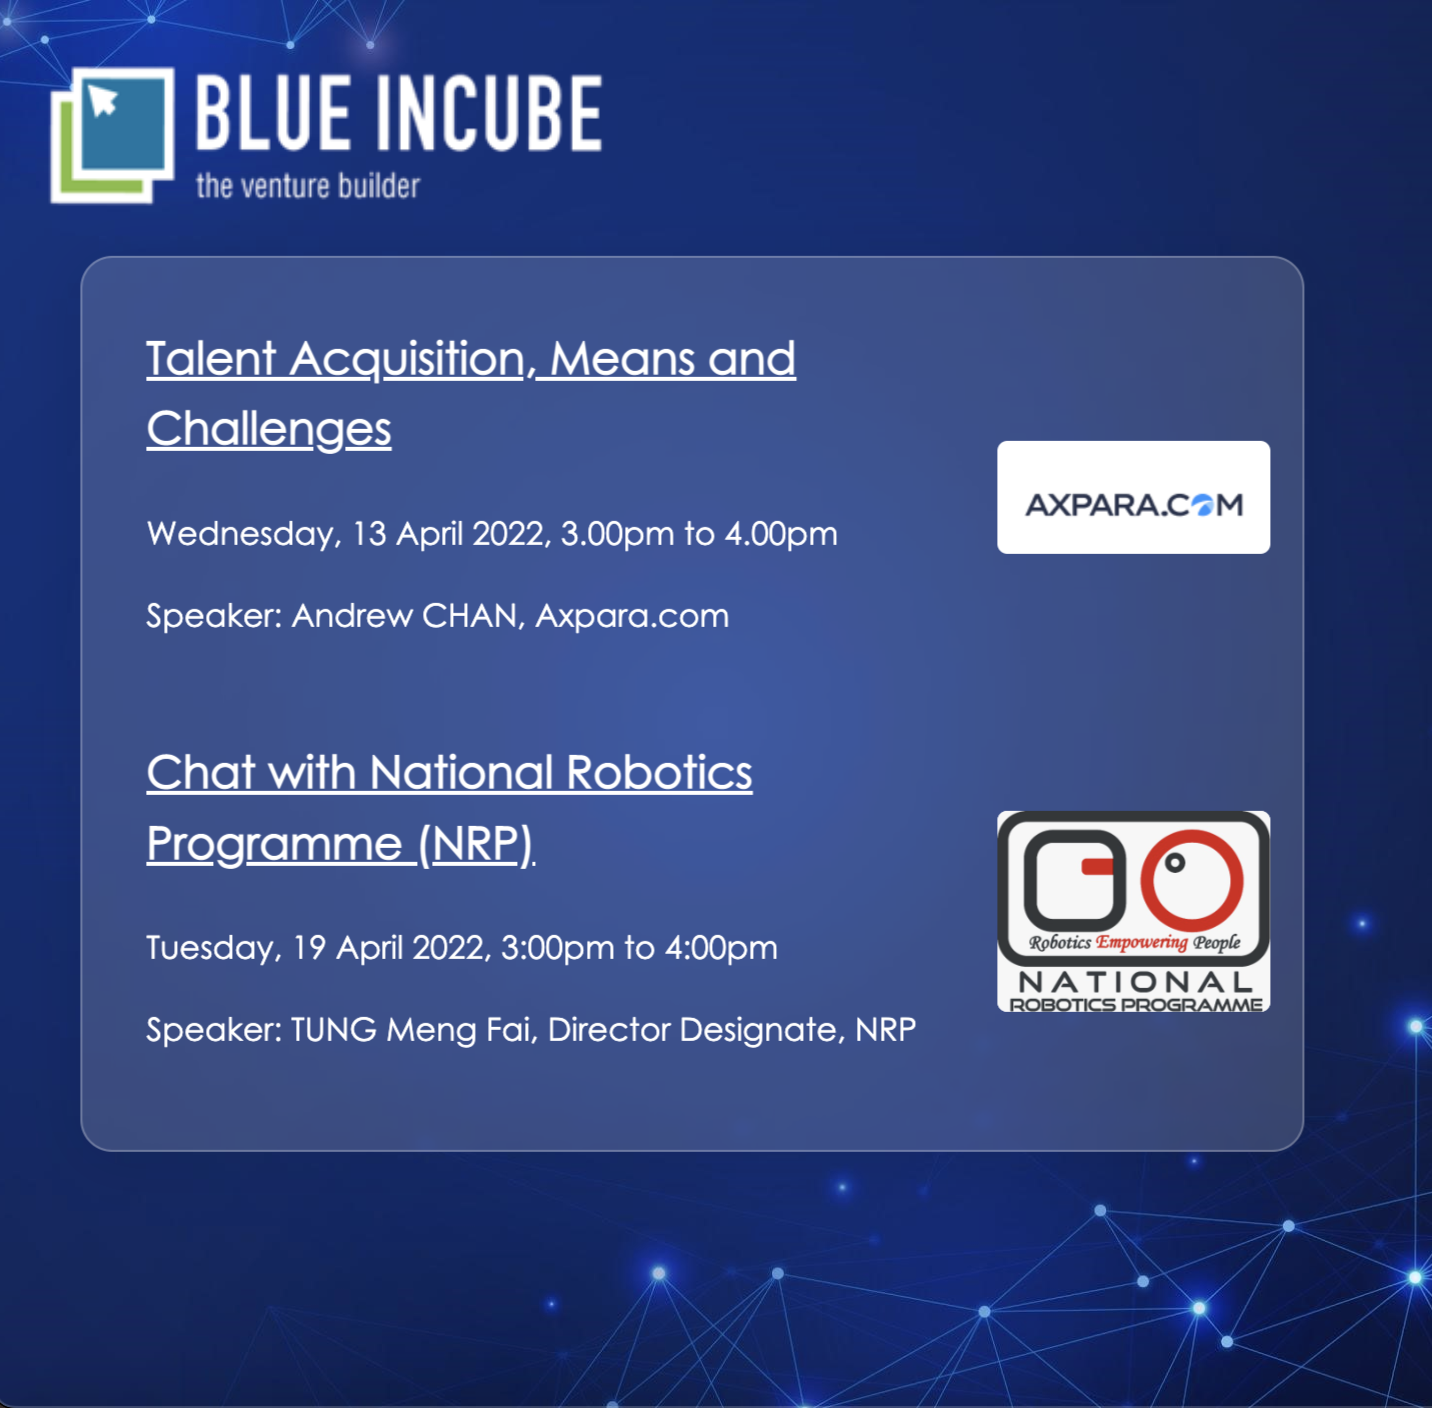 BLUE INCUBE
the venture builder
Talent Acquisition, Means and
Challenges
Wednesday, 13 April 2022, 3.00pm to 4.00pm
Speaker: Andrew CHAN, Axpara.com
AXPARA.COM
Chat with National Robotics
Programme (NRP)
Tuesday, 19 April 2022, 3:00pm to 4:00pm
Speaker: TUNG Meng Fai, Director Designate, NRP
Robotics Empowering People
NATIONAL
ROBOTICS PROGRAMME